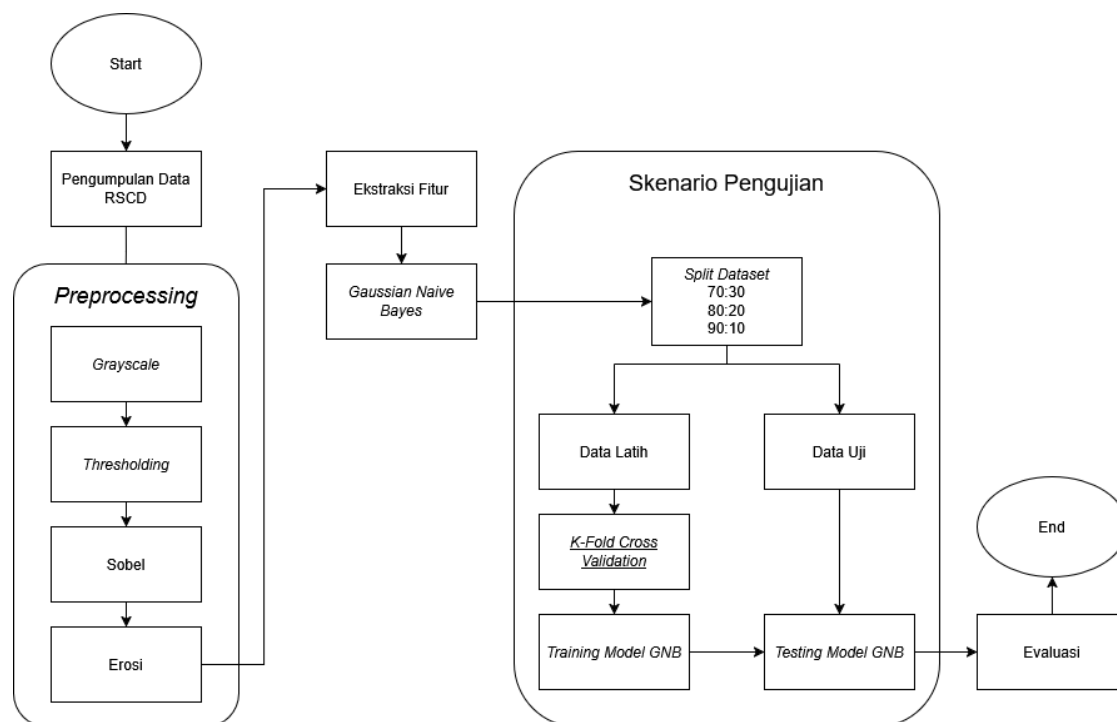 Start
Pengumpulan Data
RSCD
Preprocessing
Grayscale
Thresholding
Sobel
Erosi
Ekstraksi Fitur
Gaussian Naive
Bayes
Skenario Pengujian
Split Dataset
70:30
80:20
90:10
Data Latih
Data Uji
K-Fold Cross
Validation
Training Model GNB
Testing Model GNB
Evaluasi
End